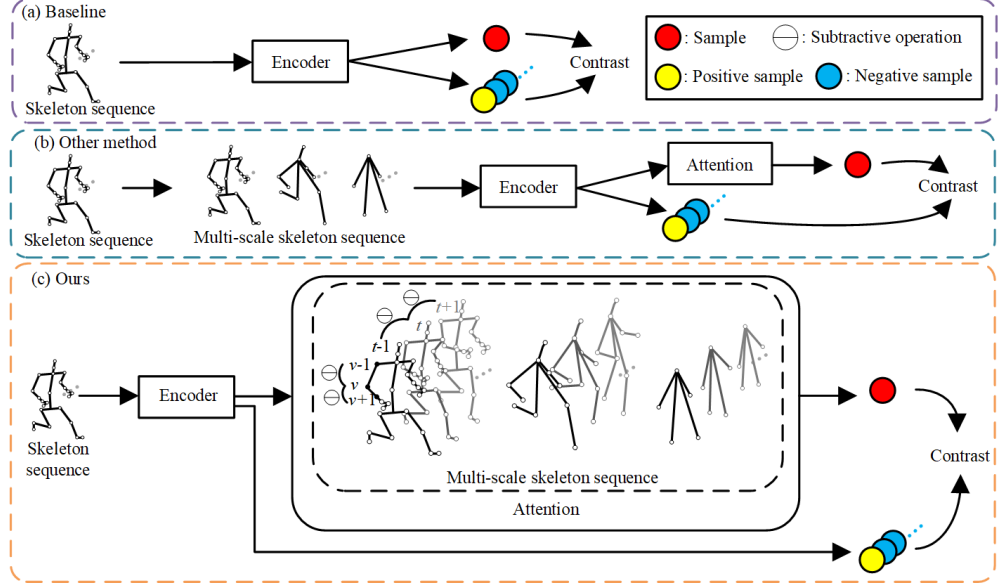 (a) Baseline
Skeleton sequence
Encoder
Contrast
: Sample
: Subtractive operation
: Positive sample
: Negative sample
(b) Other method
Skeleton sequence
Multi-scale skeleton sequence
Encoder
Attention
Contrast
(c) Ours
Skeleton
sequence
Encoder
t+1
t
t-1
v-1
v
v+1
Multi-scale skeleton sequence
Attention
Contrast